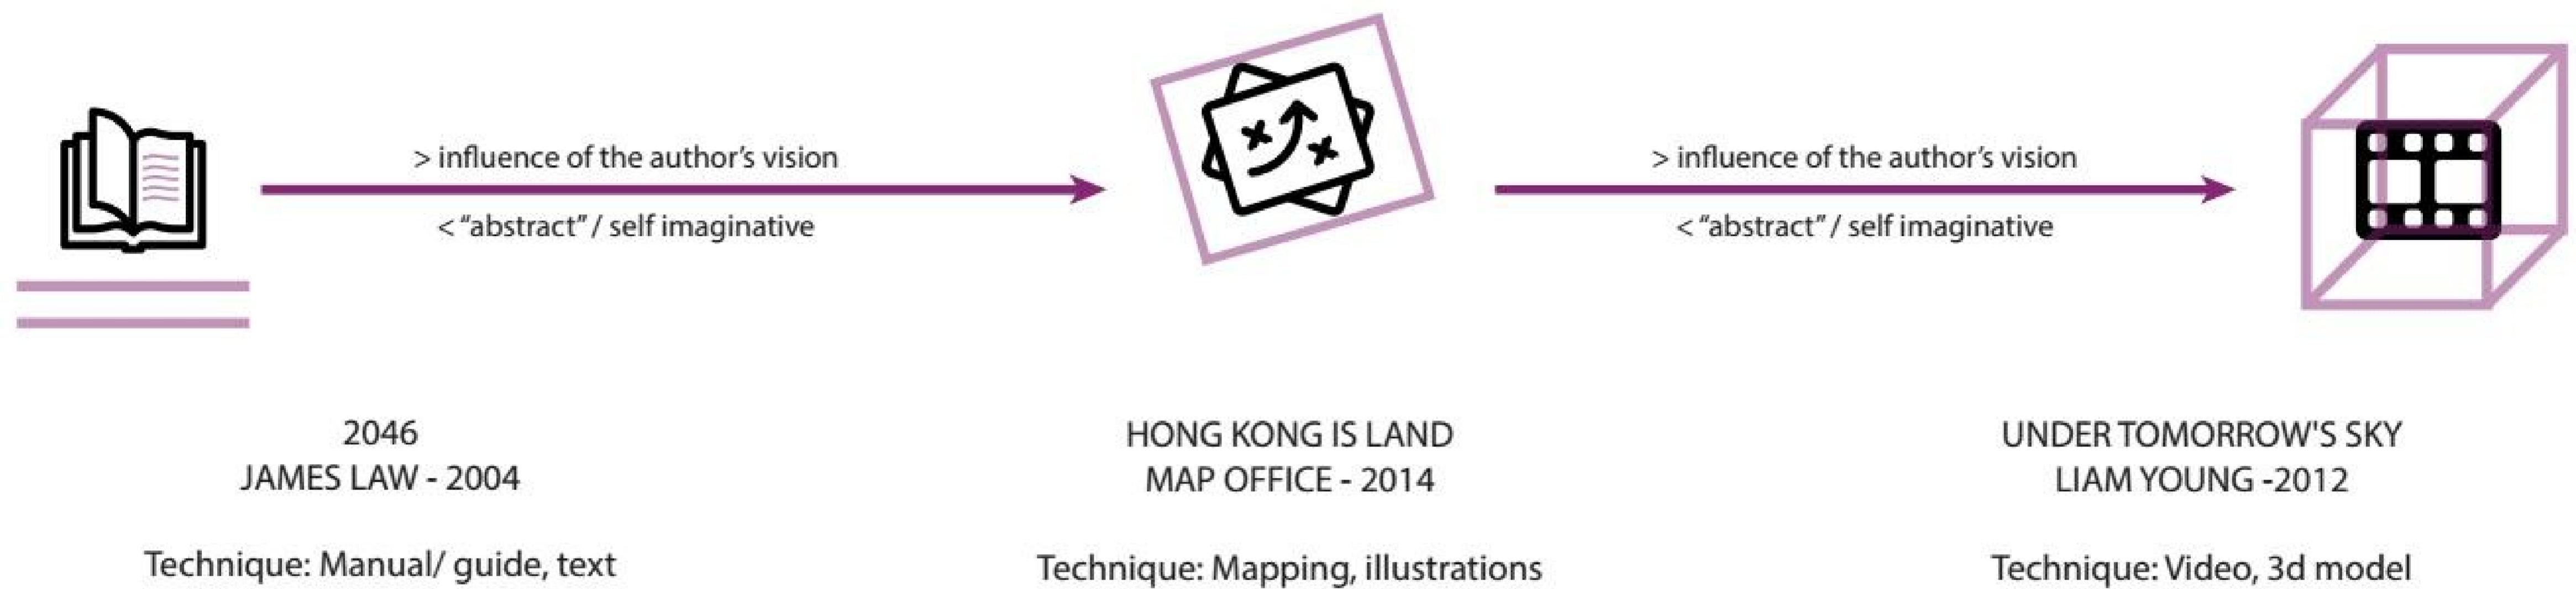 > influence of the author's vision
< "abstract" / self imaginative
> influence of the author's vision
< "abstract" / self imaginative
2046
JAMES LAW - 2004
Technique: Manual/ guide, text
HONG KONG IS LAND
MAP OFFICE - 2014
Technique: Mapping, illustrations
UNDER TOMORROW'S SKY
LIAM YOUNG -2012
Technique: Video, 3d model